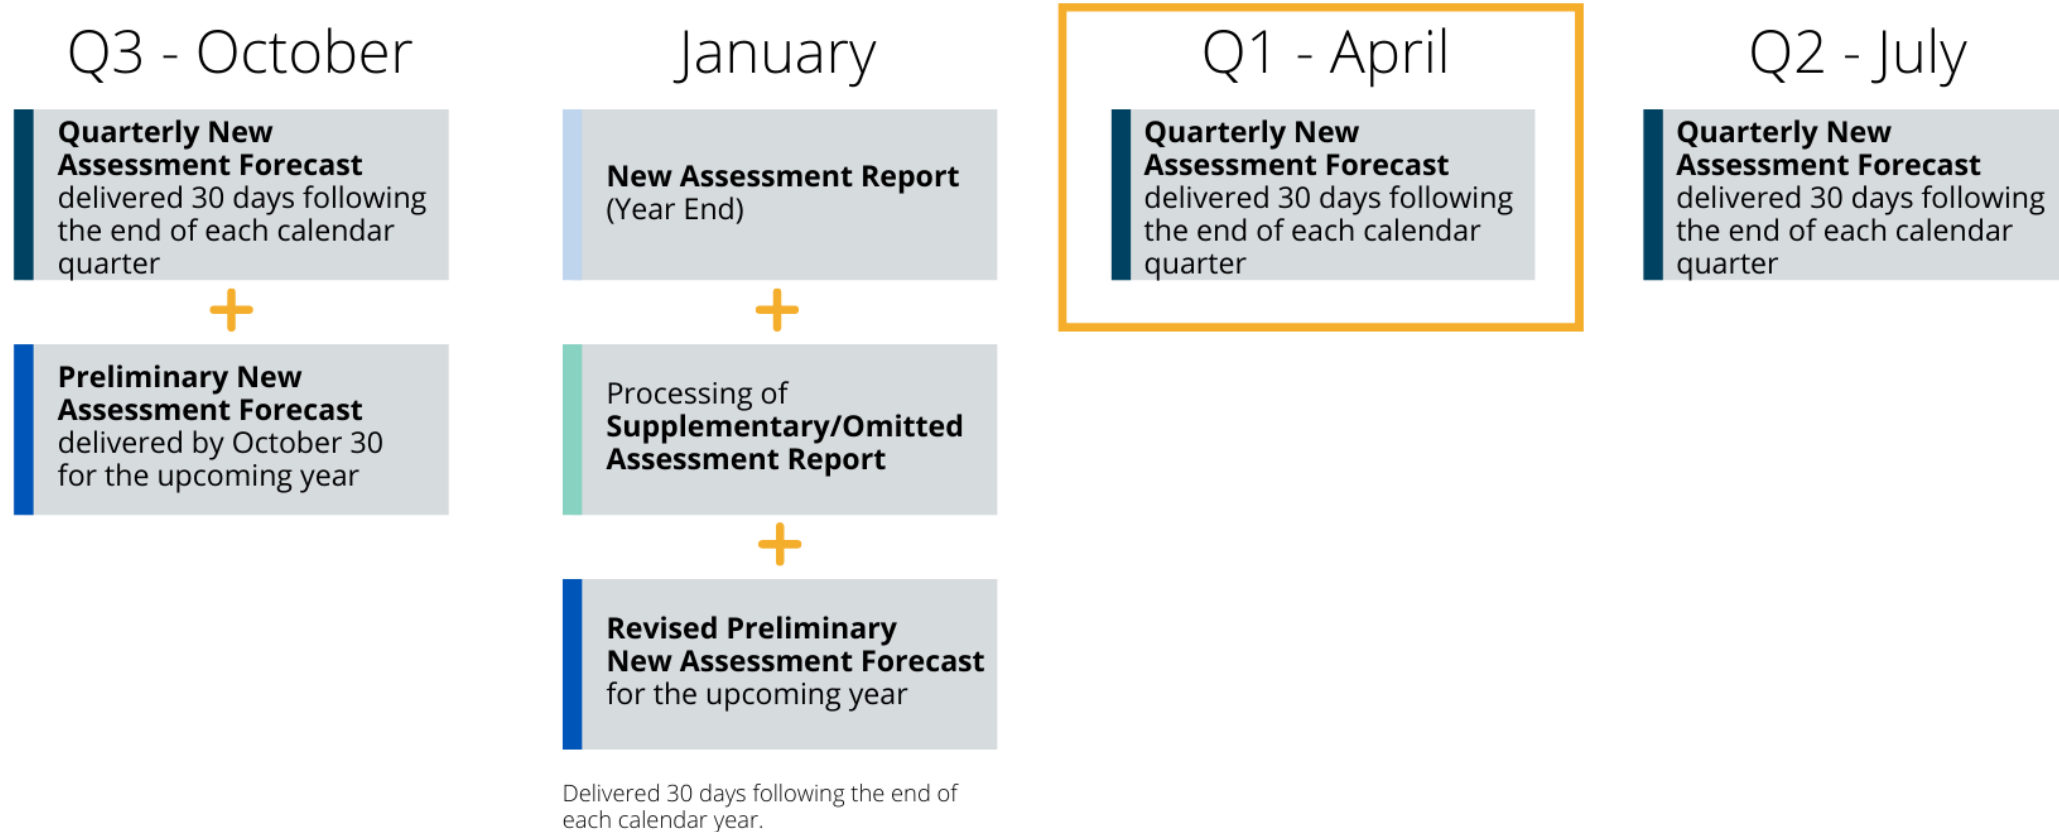 Q3 - October
Quarterly New
Assessment Forecast
delivered 30 days following
the end of each calendar
quarter
+
Preliminary New
Assessment Forecast
delivered by October 30
for the upcoming year
January
New Assessment Report
(Year End)
+
Processing of
Supplementary/Omitted
Assessment Report
+
Revised Preliminary
New Assessment Forecast
for the upcoming year
Delivered 30 days following the end of
each calendar year.
Q1 - April
Quarterly New
Assessment Forecast
delivered 30 days following
the end of each calendar
quarter
Q2 - July
Quarterly New
Assessment Forecast
delivered 30 days following
the end of each calendar
quarter